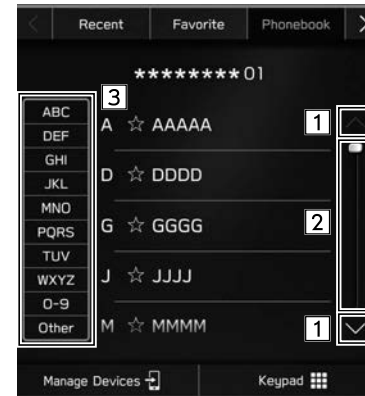 Recent Favorite Phonebook
********01
3
ABC
DEF
GHI
JKL
MNO
PQRS
TUV
WXYZ
0-9
Other
A ☆ AAAAA
D ☆ DDDD
G ☆ GGGG
J ☆ JJJJ
M ☆ MMMM
1
2
1
Manage Devices Keypad